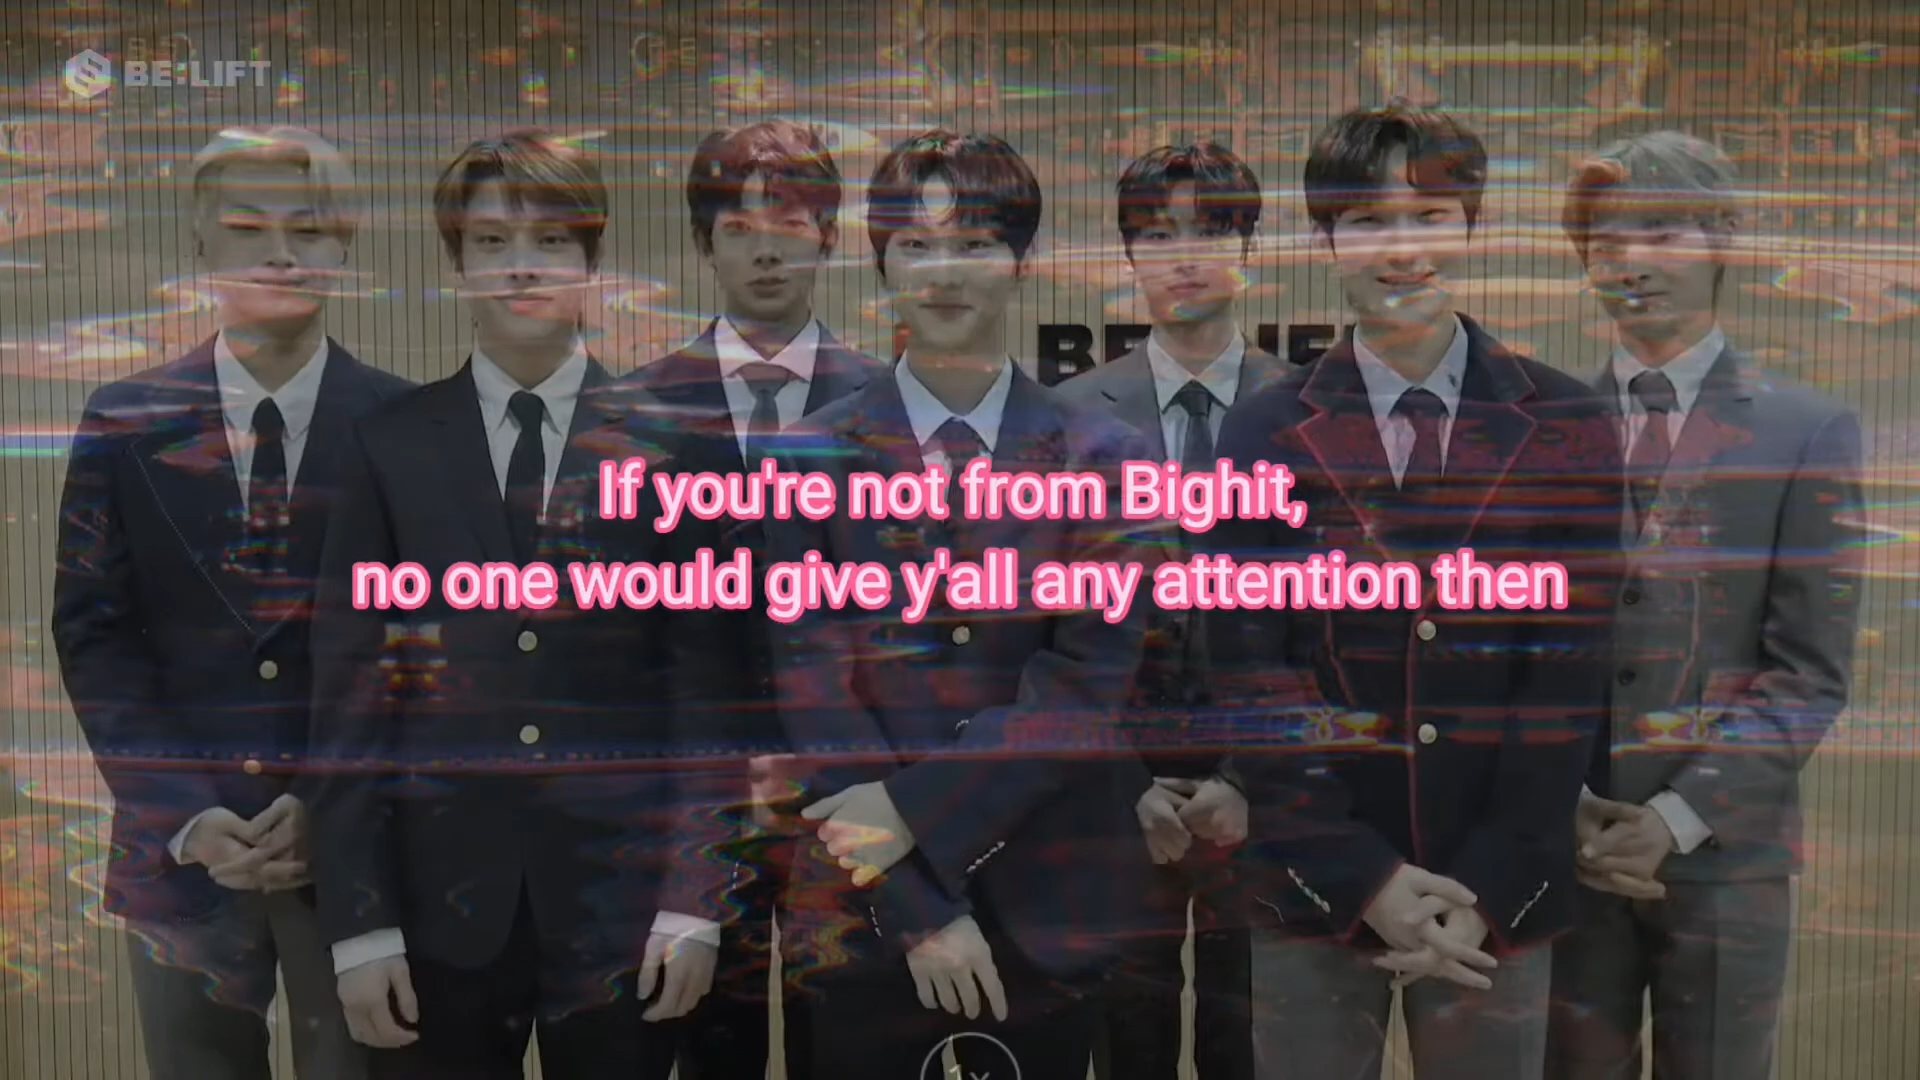 BE:LIFT
If you're not from Bighit,
no one would give y'all any attention then